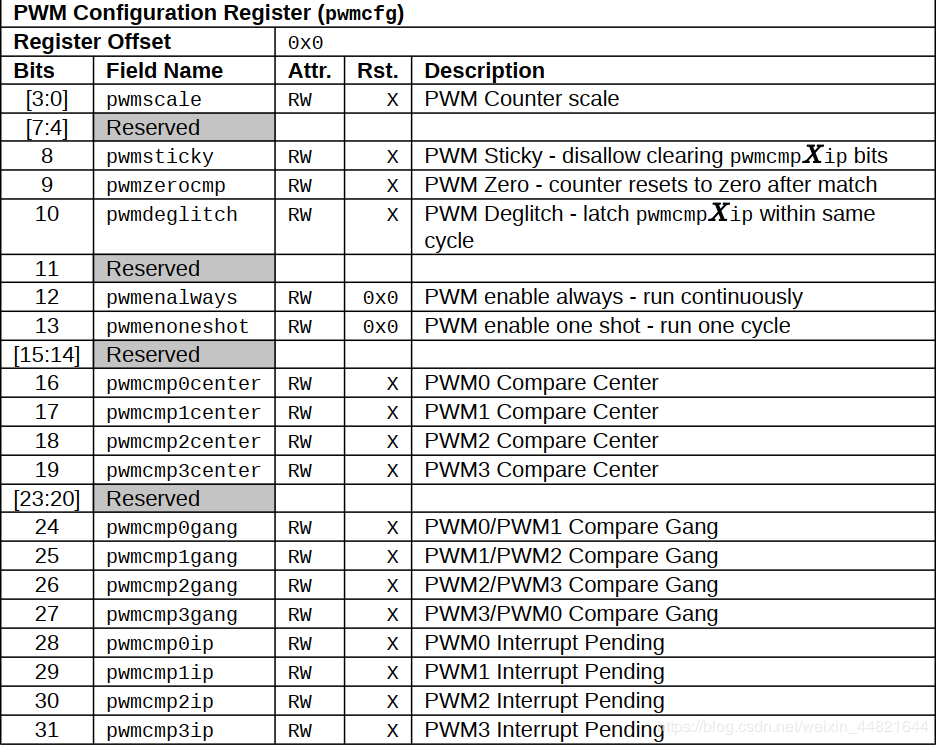 PWM Configuration Register (pwmcfg)
Register Offset 0x0
Bits Field Name Attr. Rst. Description
[3:0] pwmscale RW X PWM Counter scale
[7:4] Reserved
8 pwmsticky RW X PWM Sticky - disallow clearing pwmcmpXip bits
9 pwmzerocmp RW X PWM Zero - counter resets to zero after match
10 pwmdeglitch RW X PWM Deglitch - latch pwmcmpXip within same
cycle
11 Reserved
12 pwmenalways RW 0x0 PWM enable always - run continuously
13 pwmenoneshot RW 0x0 PWM enable one shot - run one cycle
[15:14] Reserved
16 pwmcmp0center RW X PWM0 Compare Center
17 pwmcmp1center RW X PWM1 Compare Center
18 pwmcmp2center RW X PWM2 Compare Center
19 pwmcmp3center RW X PWM3 Compare Center
[23:20] Reserved
24 pwmcmp0gang RW X PWM0/PWM1 Compare Gang
25 pwmcmp1gang RW X PWM1/PWM2 Compare Gang
26 pwmcmp2gang RW X PWM2/PWM3 Compare Gang
27 pwmcmp3gang RW X PWM3/PWM0 Compare Gang
28 pwmcmp0ip RW X PWM0 Interrupt Pending
29 pwmcmp1ip RW X PWM1 Interrupt Pending
30 pwmcmp2ip RW X PWM2 Interrupt Pending
31 pwmcmp3ip RW X PWM3 Interrupt Pending
https://blog.csdn.net/weixin_44821644